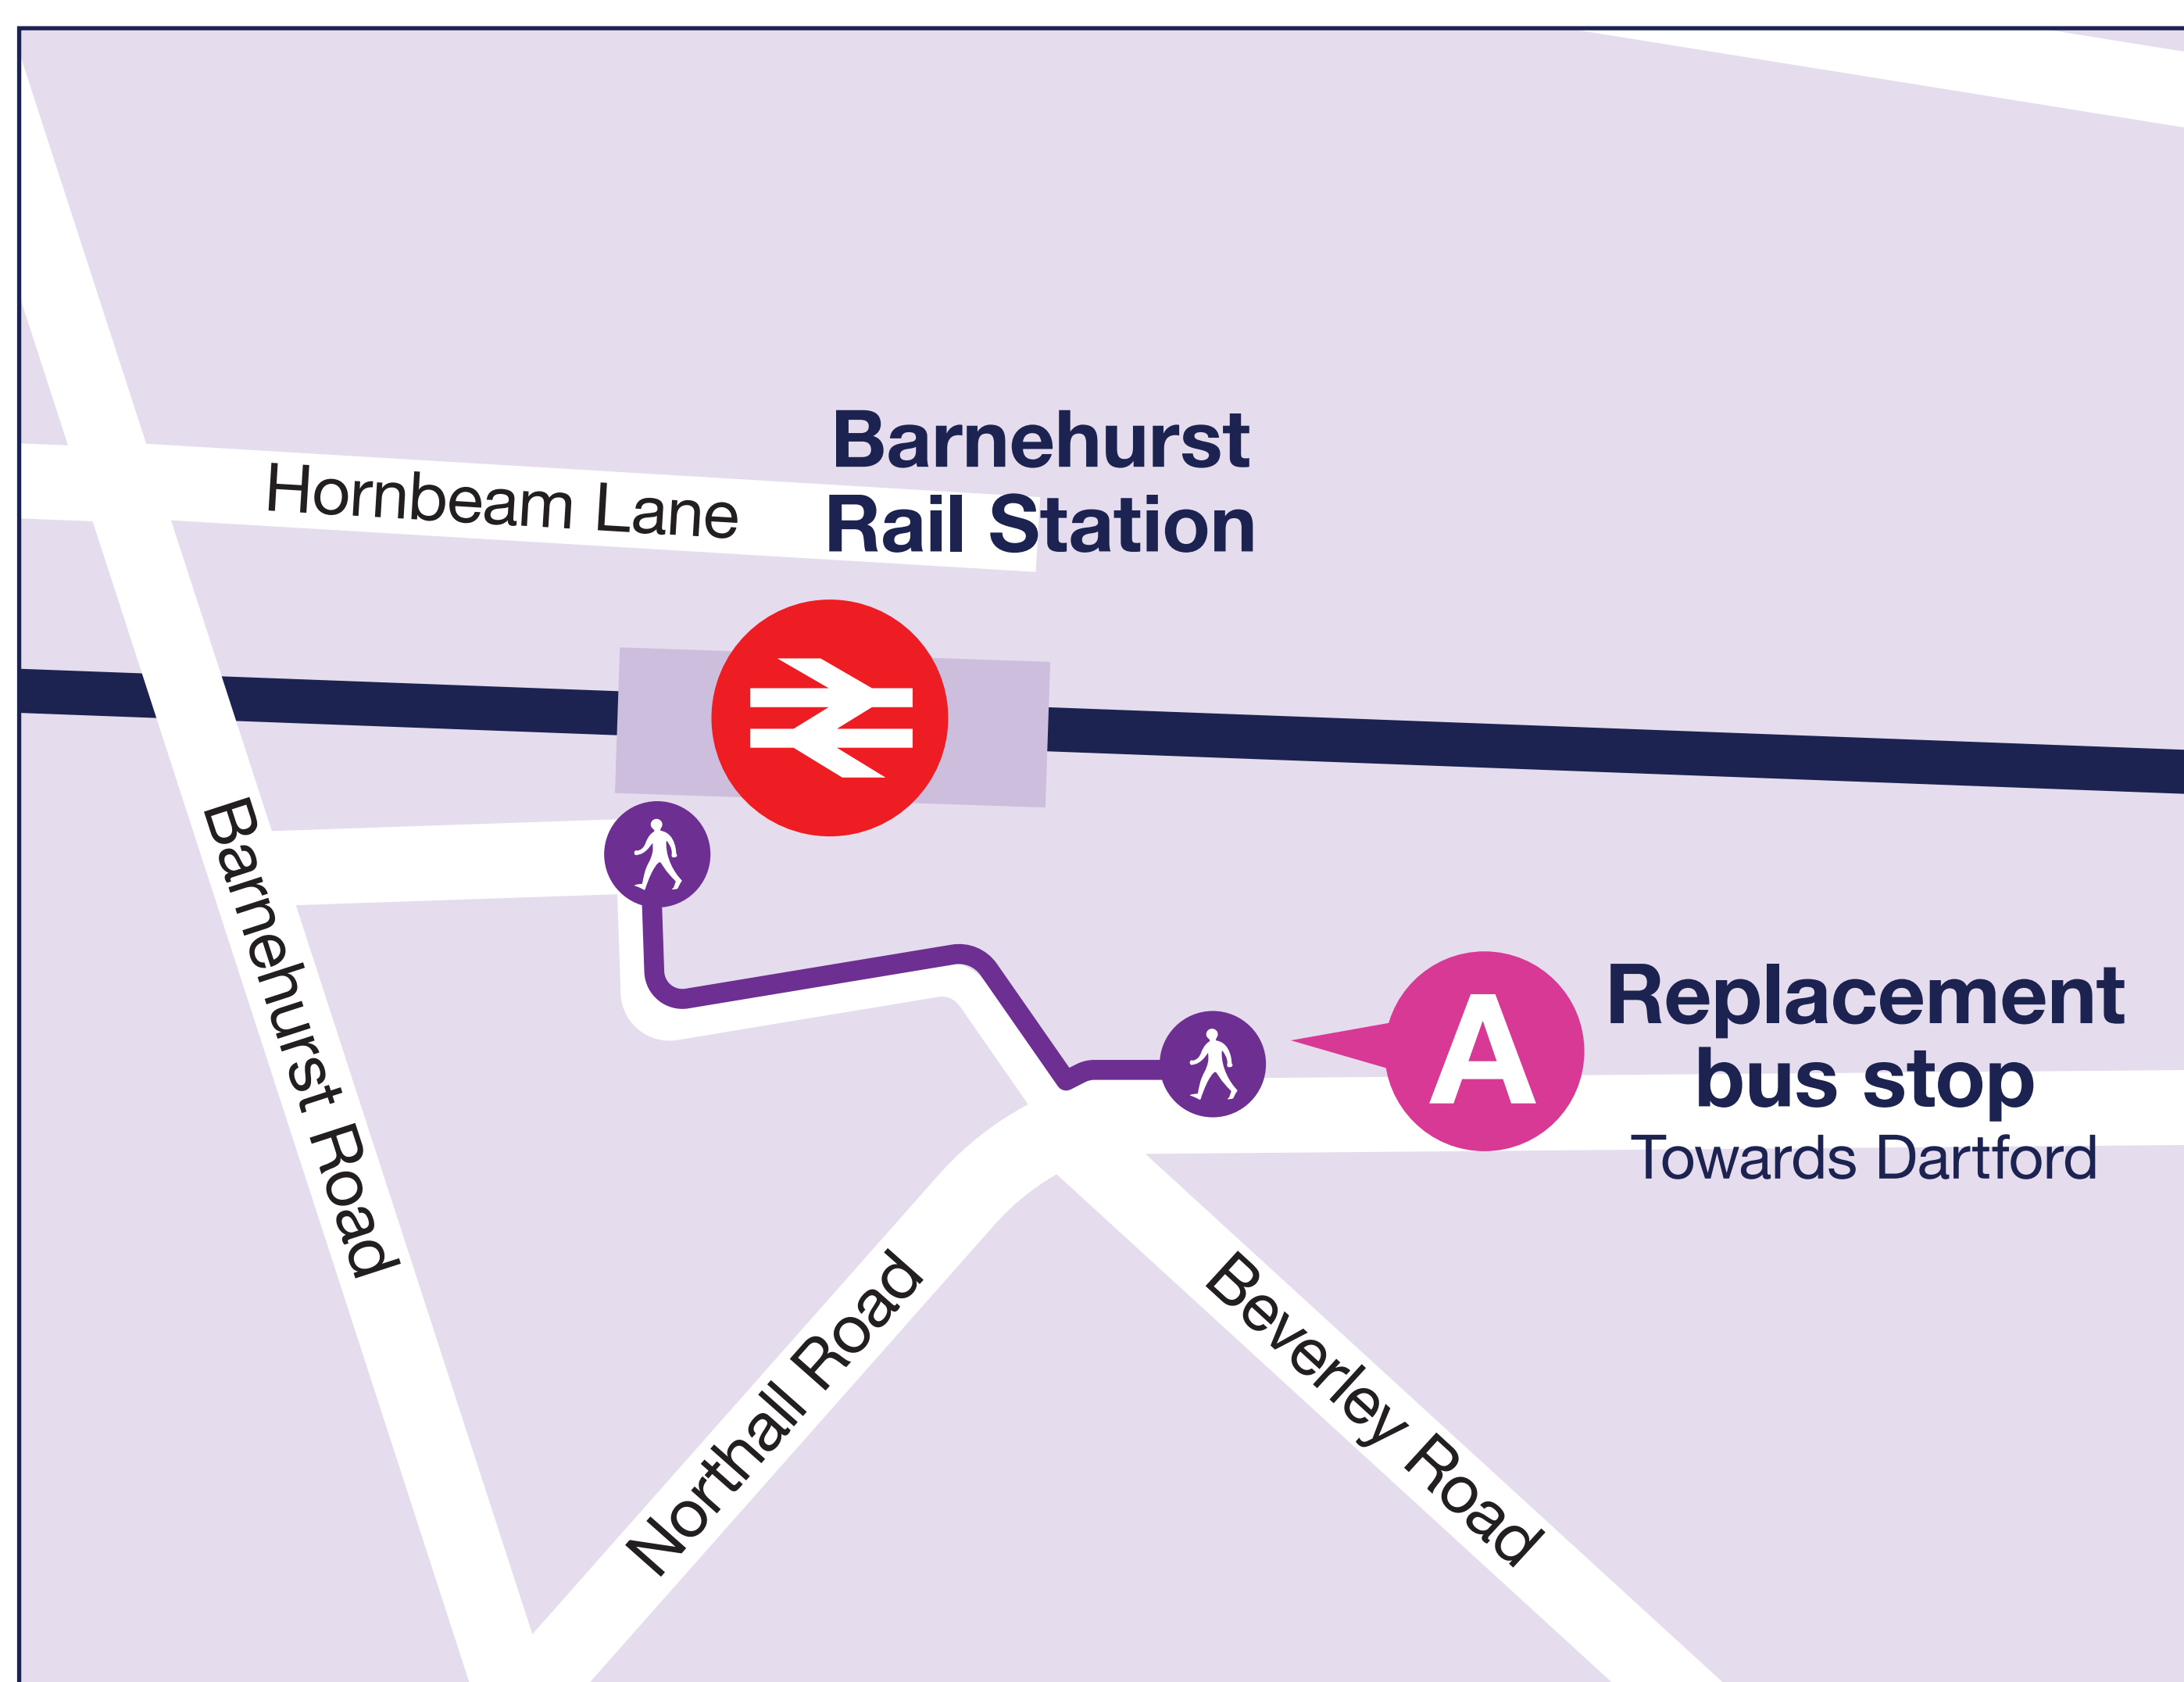 Barnehurst
Rail Station
Hornbeam Lane
Barnehurst Road
A
Replacement
bus stop
Towards Dartford
Northall Road
Beverley Road